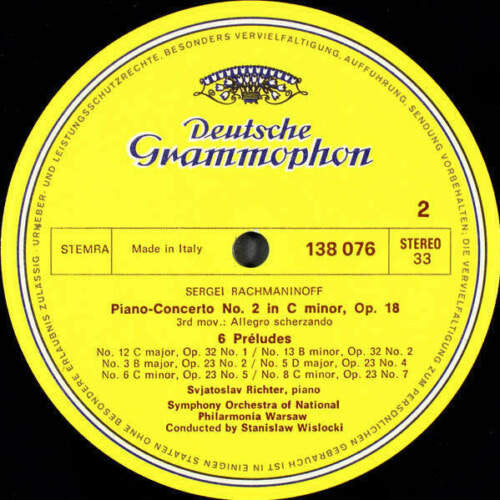 URHEBER- UND LEISTUNGSSCHUTZRECHTE, BESONDERS VERVIELFÄLTIGUNG, AUFFÜHRUNG, SENDUNG VORBEHALTEN; DIE VERVIELFÄLTIGUNG ZUM PERSÖNLICHEN GEBRAUCH IST IN EINIGEN STAATEN OHNE BESONDERE ERLAUBNIS ZULÄSSIG
Deutsche
Grammophon
2
STEMRA
Made in Italy
138 076
STEREO
33
SERGEI RACHMANINOFF
Piano-Concerto No. 2 in C minor, Op. 18
3rd mov.: Allegro scherzando
6 Préludes
No. 12 C major, Op. 32 No. 1 / No. 13 B minor, Op. 32 No. 2
No. 3 B major, Op. 23 No. 2 / No. 5 D major, Op. 23 No. 4
No. 6 C minor, Op. 23 No. 5 / No. 8 C minor, Op. 23 No. 7
Svjatoslav Richter, piano
Symphony Orchestra of National
Philarmonia Warsaw
Conducted by Stanislaw Wislocki